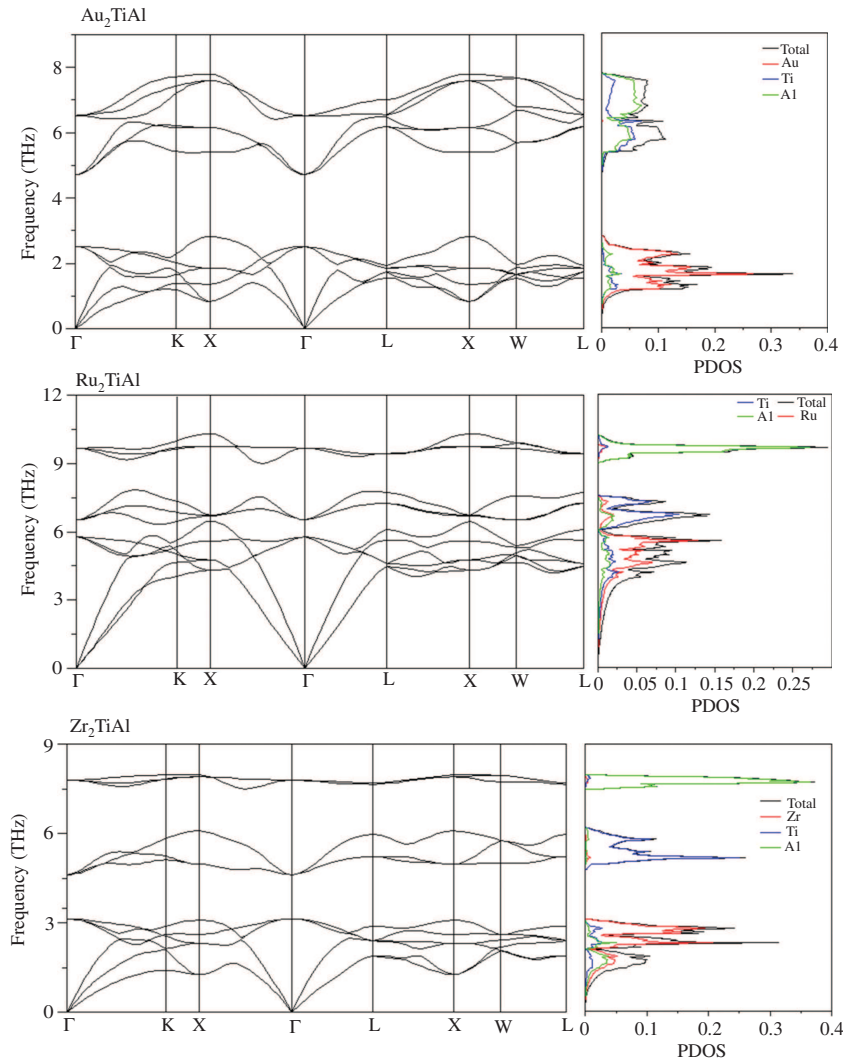 Au₂TiAl
8
6
4
2
0
Frequency (THz)
Γ K X Γ L X W L
Total
Au
Ti
A1
0 0.1 0.2 0.3 0.4
PDOS
Ru₂TiAl
12
9
6
3
0
Frequency (THz)
Γ K X Γ L X W L
Ti Total
A1 Ru
0 0.05 0.15 0.1 0.2 0.25
PDOS
Zr₂TiAl
9
6
3
0
Frequency (THz)
Γ K X Γ L X W L
Total
Zr
Ti
A1
0 0.1 0.2 0.3 0.4
PDOS